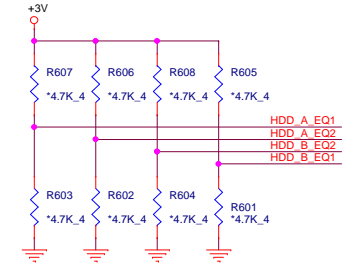 +3V
R607 R606 R608 R605
*4.7K_4 *4.7K_4 *4.7K_4 *4.7K_4
HDD_A_EQ1
HDD_A_EQ2
HDD_B_EQ2
HDD_B_EQ1
R603 R602 R604 R601
*4.7K_4 *4.7K_4 *4.7K_4 *4.7K_4